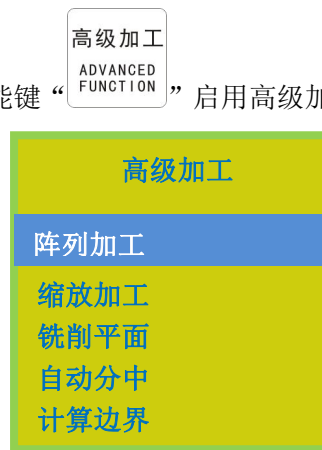 高级加工
ADVANCED
FUNCTION
能键“ ”启用高级加
高级加工
阵列加工
缩放加工
铣削平面
自动分中
计算边界